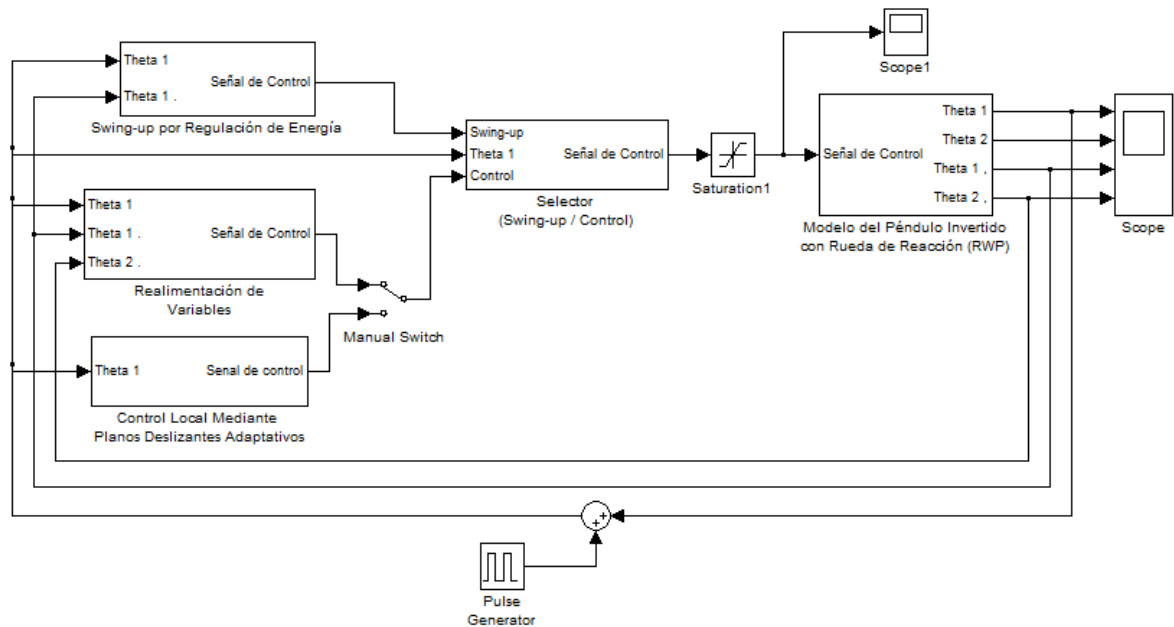 Theta 1
Theta 1 .
Señal de Control
Swing-up por Regulación de Energía
Theta 1
Theta 1 .
Theta 2 .
Señal de Control
Realimentación de
Variables
Theta 1
Senal de control
Control Local Mediante
Planos Deslizantes Adaptativos
Manual Switch
Swing-up
Theta 1
Control
Señal de Control
Selector
(Swing-up / Control)
Saturation1
Scope1
Señal de Control
Theta 1
Theta 2
Theta 1 .
Theta 2 .
Modelo del Péndulo Invertido
con Rueda de Reacción (RWP)
Scope
Pulse
Generator